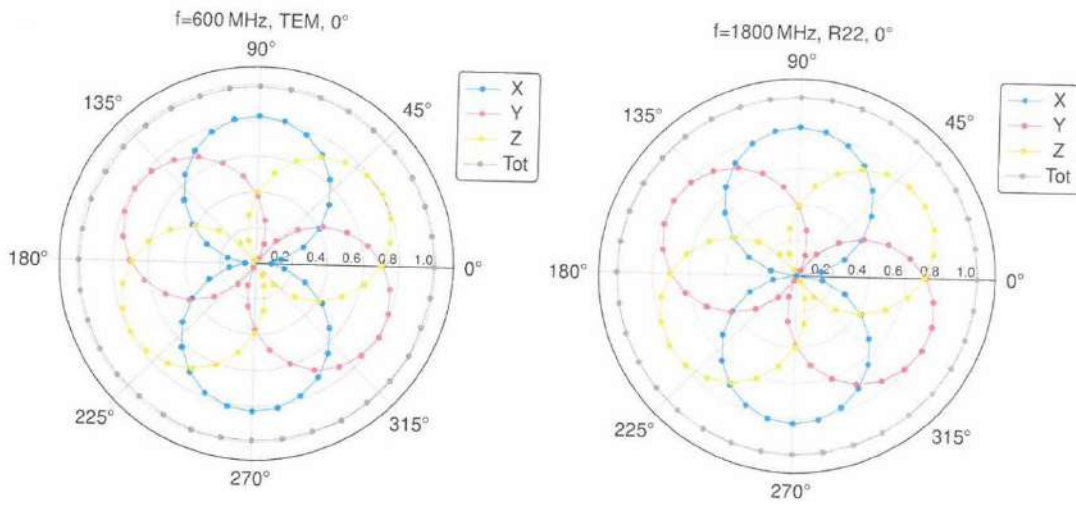 f=600 MHz, TEM, 0°
90°
135°
45°
X
Y
Z
Tot
180°
0.2 0.4 0.6 0.8 1.0
0°
225°
315°
270°
f=1800 MHz, R22, 0°
90°
135°
45°
X
Y
Z
Tot
180°
0.2 0.4 0.6 0.8 1.0
0°
225°
315°
270°